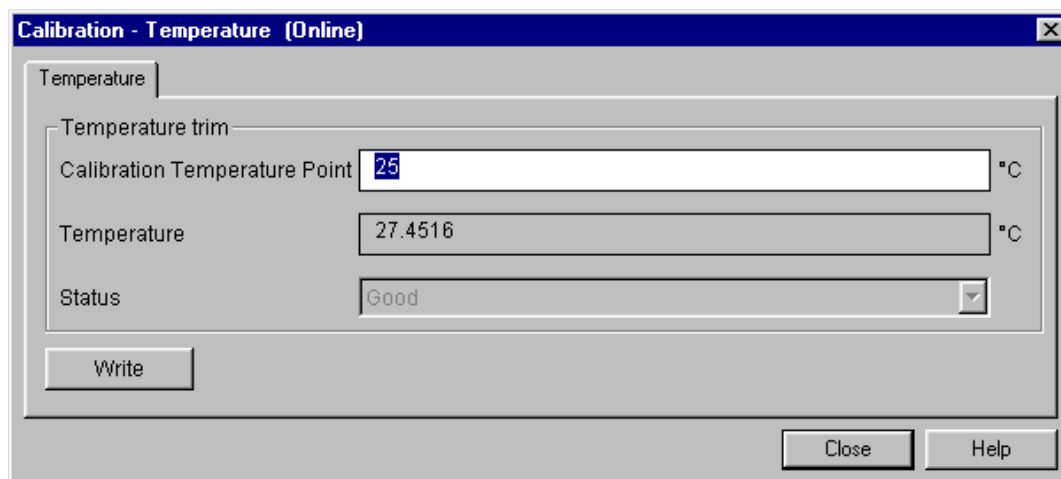 Calibration - Temperature (Online)
Temperature
Temperature trim
Calibration Temperature Point 25 °C
Temperature 27.4516 °C
Status Good
Write
Close Help